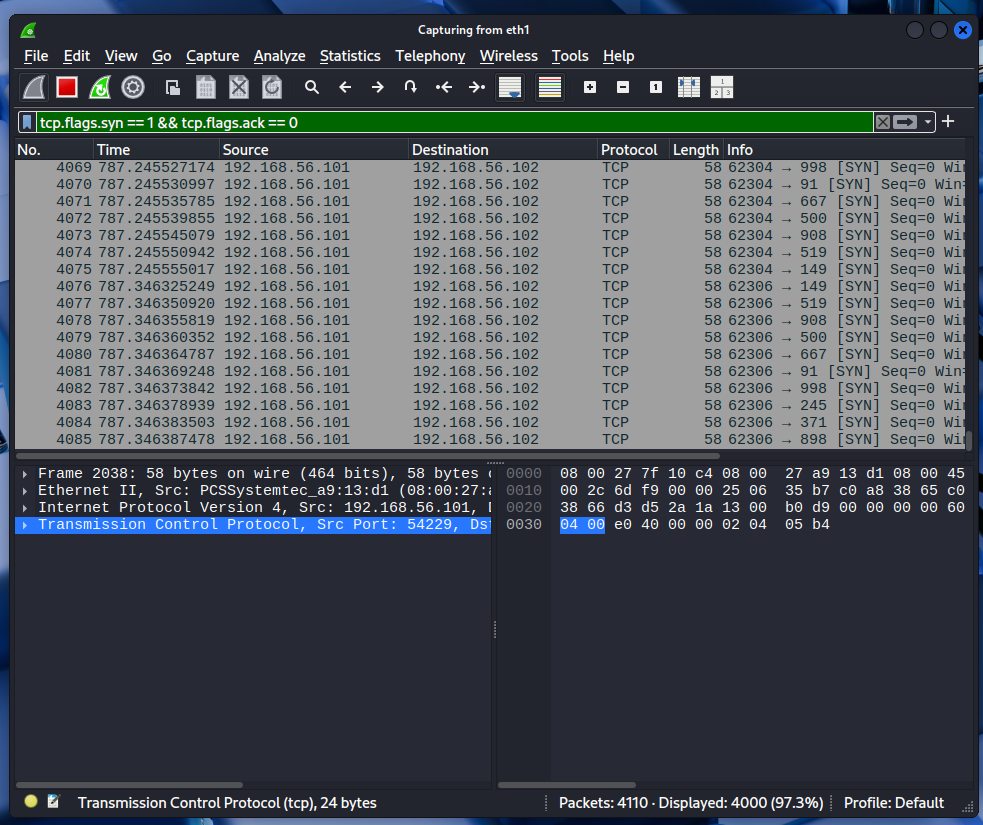 Capturing from eth1
File Edit View Go Capture Analyze Statistics Telephony Wireless Tools Help
tcp.flags.syn == 1 && tcp.flags.ack == 0
No. Time Source Destination Protocol Length Info
4069 787.245527174 192.168.56.101 192.168.56.102 TCP 58 62304 → 998 [SYN] Seq=0 Win
4070 787.245530997 192.168.56.101 192.168.56.102 TCP 58 62304 → 91 [SYN] Seq=0 Win=
4071 787.245535785 192.168.56.101 192.168.56.102 TCP 58 62304 → 667 [SYN] Seq=0 Win
4072 787.245539855 192.168.56.101 192.168.56.102 TCP 58 62304 → 500 [SYN] Seq=0 Win
4073 787.245545079 192.168.56.101 192.168.56.102 TCP 58 62304 → 908 [SYN] Seq=0 Win
4074 787.245550942 192.168.56.101 192.168.56.102 TCP 58 62304 → 519 [SYN] Seq=0 Win
4075 787.245555017 192.168.56.101 192.168.56.102 TCP 58 62304 → 149 [SYN] Seq=0 Win
4076 787.346325249 192.168.56.101 192.168.56.102 TCP 58 62306 → 149 [SYN] Seq=0 Win
4077 787.346350920 192.168.56.101 192.168.56.102 TCP 58 62306 → 519 [SYN] Seq=0 Win
4078 787.346355819 192.168.56.101 192.168.56.102 TCP 58 62306 → 908 [SYN] Seq=0 Win
4079 787.346360352 192.168.56.101 192.168.56.102 TCP 58 62306 → 500 [SYN] Seq=0 Win
4080 787.346364787 192.168.56.101 192.168.56.102 TCP 58 62306 → 667 [SYN] Seq=0 Win
4081 787.346369248 192.168.56.101 192.168.56.102 TCP 58 62306 → 91 [SYN] Seq=0 Win=
4082 787.346373842 192.168.56.101 192.168.56.102 TCP 58 62306 → 998 [SYN] Seq=0 Win
4083 787.346378939 192.168.56.101 192.168.56.102 TCP 58 62306 → 245 [SYN] Seq=0 Win
4084 787.346383503 192.168.56.101 192.168.56.102 TCP 58 62306 → 371 [SYN] Seq=0 Win
4085 787.346387478 192.168.56.101 192.168.56.102 TCP 58 62306 → 898 [SYN] Seq=0 Win
Frame 2038: 58 bytes on wire (464 bits), 58 bytes
Ethernet II, Src: PCSSystemtec_a9:13:d1 (08:00:27:a
Internet Protocol Version 4, Src: 192.168.56.101,
Transmission Control Protocol, Src Port: 54229, Dst
0000 08 00 27 7f 10 c4 08 00 27 a9 13 d1 08 00 45
0010 00 2c 6d f9 00 00 25 06 35 b7 c0 a8 38 65 c0
0020 38 66 d3 d5 2a 1a 13 00 b0 d9 00 00 00 00 60
0030 04 00 e0 40 00 00 02 04 05 b4
Transmission Control Protocol (tcp), 24 bytes
Packets: 4110 · Displayed: 4000 (97.3%)
Profile: Default